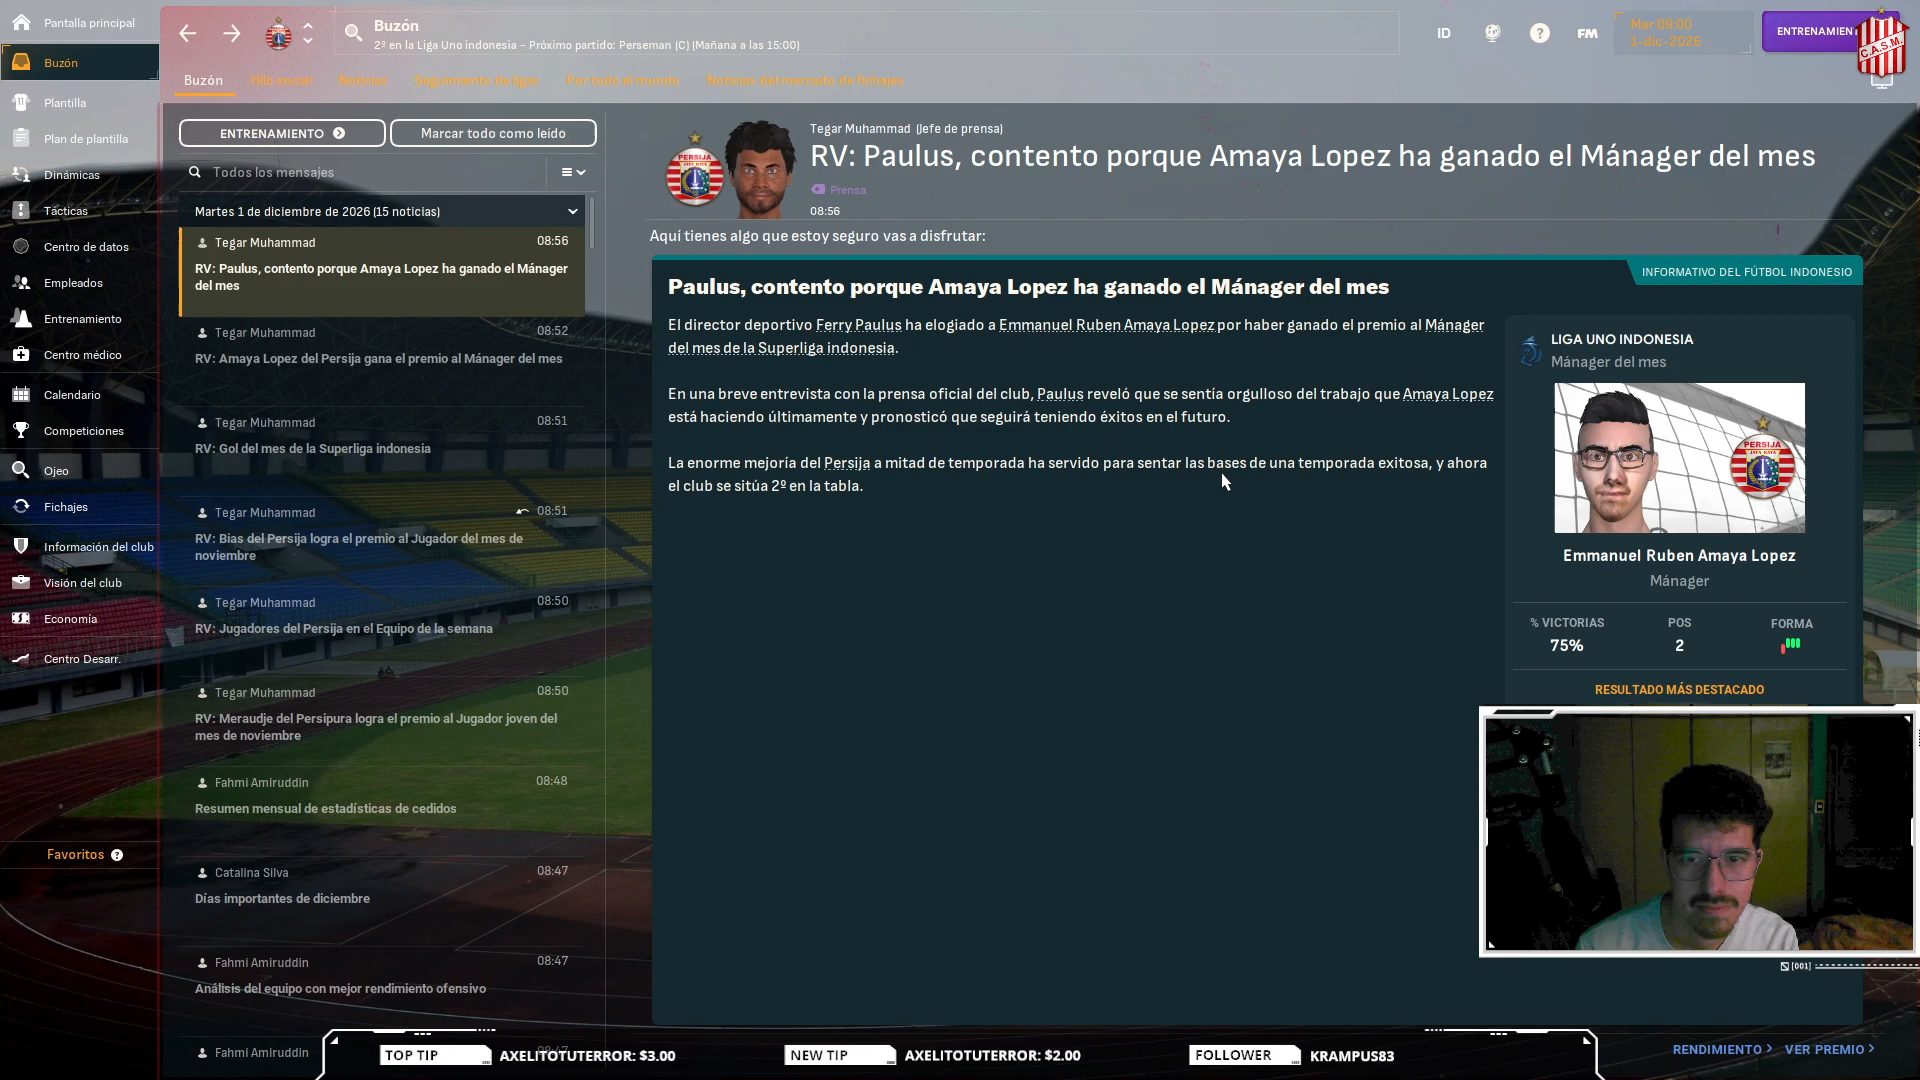 Pantalla principal
Buzón
Plantilla
Plan de plantilla
Dinámicas
Tácticas
Centro de datos
Empleados
Entrenamiento
Centro médico
Calendario
Competiciones
Ojeo
Fichajes
Información del club
Visión del club
Economía
Centro Desarr.
Favoritos ?
Buzón
2º en la Liga Uno indonesia - Próximo partido: Perseman (C) (Mañana a las 15:00)
ID
?
FM
Mar 09:00
1-dic-2026
ENTRENAMIEN
C.A.S.M.
Buzón
Hilo social
Noticias
Seguimiento de ligas
Por todo el mundo
Noticias del mercado de fichajes
ENTRENAMIENTO
Marcar todo como leído
Todos los mensajes
Martes 1 de diciembre de 2026 (15 noticias)
Tegar Muhammad 08:56
RV: Paulus, contento porque Amaya Lopez ha ganado el Mánager
del mes
Tegar Muhammad 08:52
RV: Amaya Lopez del Persija gana el premio al Mánager del mes
Tegar Muhammad 08:51
RV: Gol del mes de la Superliga indonesia
Tegar Muhammad 08:51
RV: Bias del Persija logra el premio al Jugador del mes de
noviembre
Tegar Muhammad 08:50
RV: Jugadores del Persija en el Equipo de la semana
Tegar Muhammad 08:50
RV: Meraudje del Persipura logra el premio al Jugador joven del
mes de noviembre
Fahmi Amiruddin 08:48
Resumen mensual de estadísticas de cedidos
Catalina Silva 08:47
Días importantes de diciembre
Fahmi Amiruddin 08:47
Análisis del equipo con mejor rendimiento ofensivo
Fahmi Amiruddin 08:47
PERSIJA
JAYA RAYA
Tegar Muhammad (Jefe de prensa)
RV: Paulus, contento porque Amaya Lopez ha ganado el Mánager del mes
Prensa
08:56
Aquí tienes algo que estoy seguro vas a disfrutar:
INFORMATIVO DEL FÚTBOL INDONESIO
Paulus, contento porque Amaya Lopez ha ganado el Mánager del mes
El director deportivo Ferry Paulus ha elogiado a Emmanuel Ruben Amaya Lopez por haber ganado el premio al Mánager
del mes de la Superliga indonesia.
En una breve entrevista con la prensa oficial del club, Paulus reveló que se sentía orgulloso del trabajo que Amaya Lopez
está haciendo últimamente y pronosticó que seguirá teniendo éxitos en el futuro.
La enorme mejoría del Persija a mitad de temporada ha servido para sentar las bases de una temporada exitosa, y ahora
el club se sitúa 2º en la tabla.
LIGA UNO INDONESIA
Mánager del mes
PERSIJA
JAYA RAYA
Emmanuel Ruben Amaya Lopez
Mánager
% VICTORIAS
POS
FORMA
75%
2
RESULTADO MÁS DESTACADO
[001]
TOP TIP
AXELITOTUTERROR: $3.00
NEW TIP
AXELITOTUTERROR: $2.00
FOLLOWER
KRAMPUS83
RENDIMIENTO
VER PREMIO